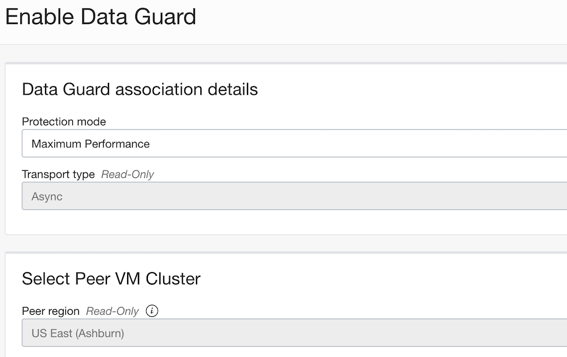 Enable Data Guard
Data Guard association details
Protection mode
Maximum Performance
Transport type Read-Only
Async
Select Peer VM Cluster
Peer region Read-Only i
US East (Ashburn)